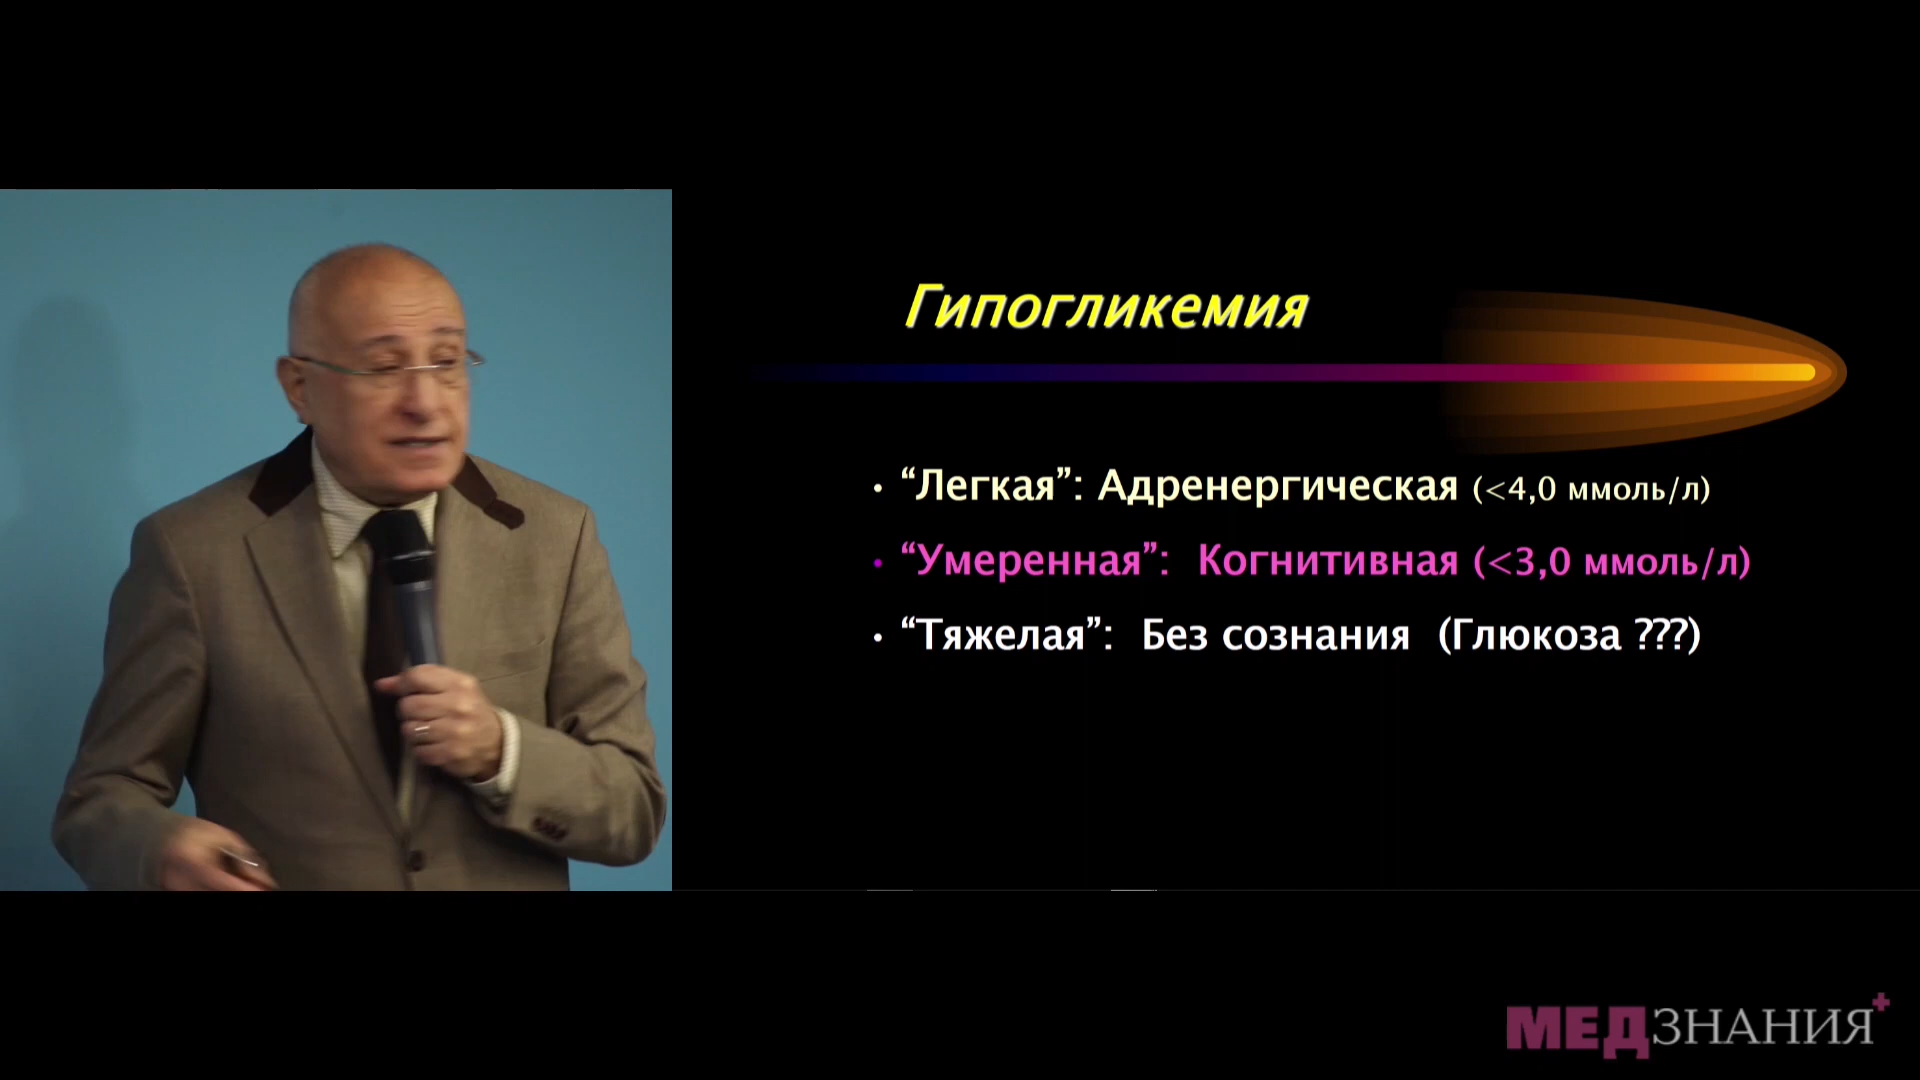 Гипогликемия
• “Легкая”: Адренергическая (<4,0 ммоль/л)
• “Умеренная”: Когнитивная (<3,0 ммоль/л)
• “Тяжелая”: Без сознания (Глюкоза ???)
МЕДЗНАНИЯ+